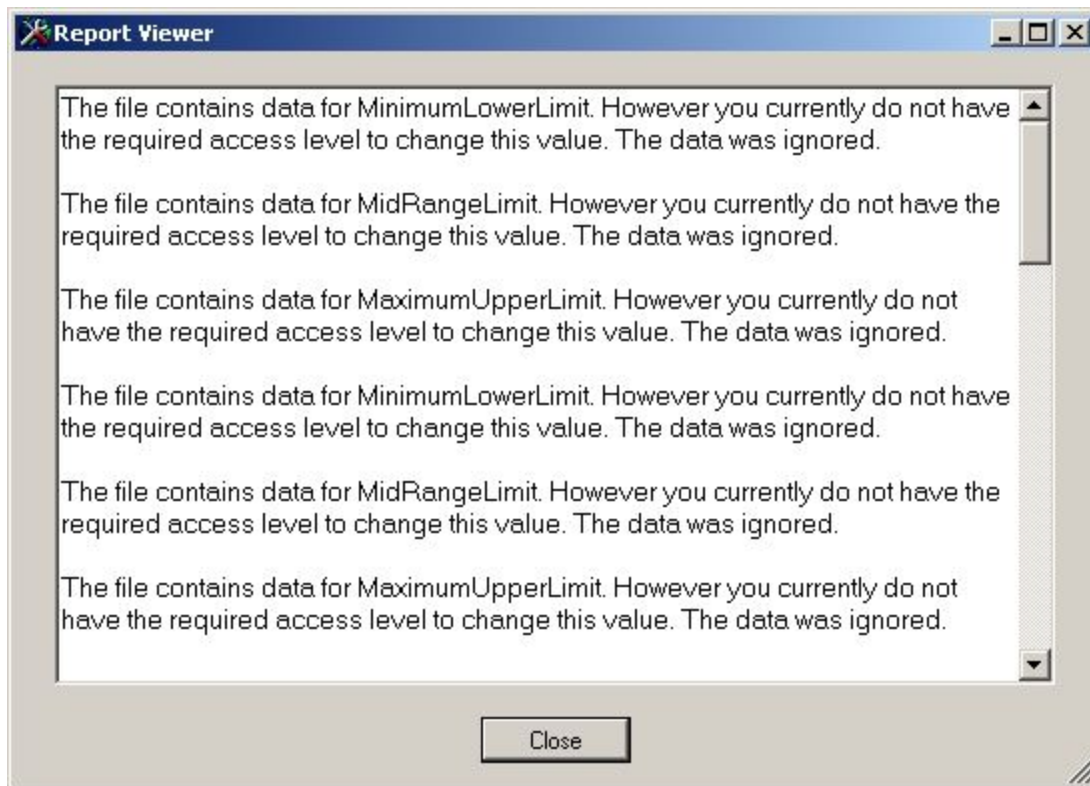 Report Viewer
The file contains data for MinimumLowerLimit. However you currently do not have
the required access level to change this value. The data was ignored.
The file contains data for MidRangeLimit. However you currently do not have the
required access level to change this value. The data was ignored.
The file contains data for MaximumUpperLimit. However you currently do not
have the required access level to change this value. The data was ignored.
The file contains data for MinimumLowerLimit. However you currently do not have
the required access level to change this value. The data was ignored.
The file contains data for MidRangeLimit. However you currently do not have the
required access level to change this value. The data was ignored.
The file contains data for MaximumUpperLimit. However you currently do not
have the required access level to change this value. The data was ignored.
Close